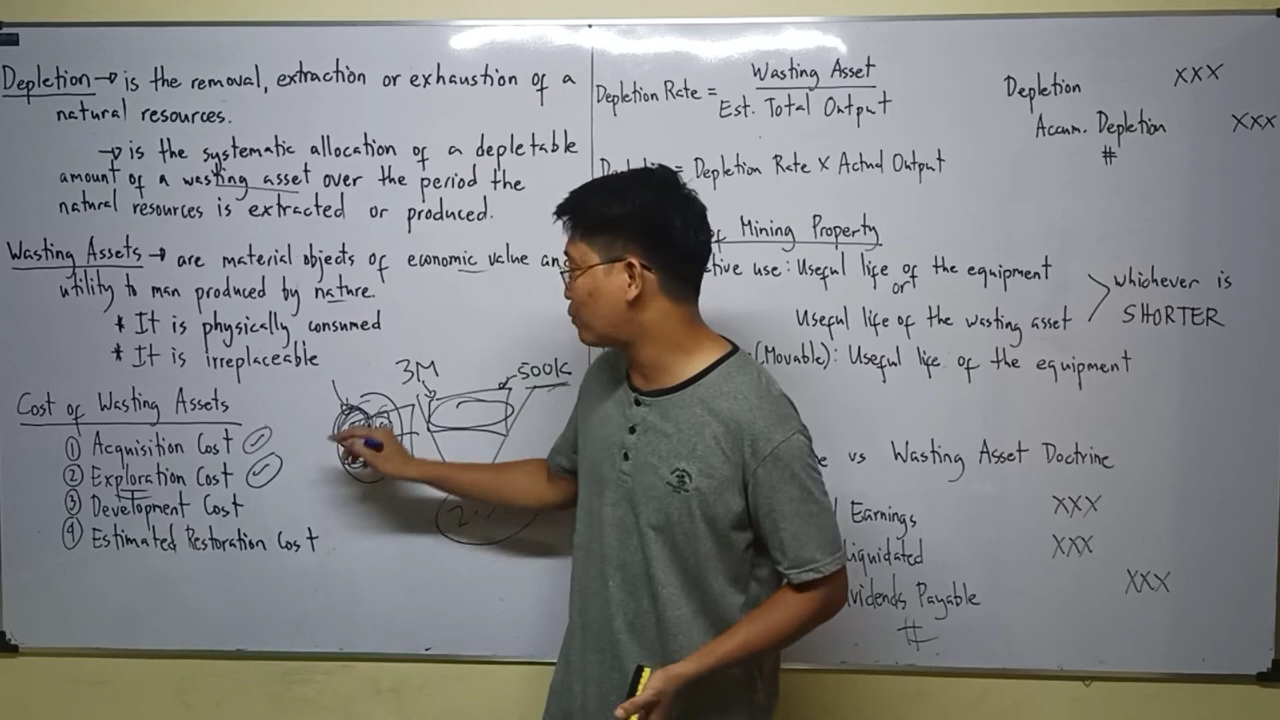 Depletion → is the removal, extraction or exhaustion of a
natural resources.
→ is the systematic allocation of a depletable
amount of a wasting asset over the period the
natural resources is extracted or produced.
Wasting Assets → are material objects of economic value an
utility to man produced by nature.
* It is physically consumed
* It is irreplaceable
Cost of Wasting Assets
① Acquisition Cost
② Exploration Cost
③ Development Cost
④ Estimated Restoration Cost
3M
500k
2.
Depletion Rate = Wasting Asset
Est. Total Output
= Depletion Rate X Actual Output
of Mining Property
tive use: Useful life of the equipment
or
Useful life of the wasting asset
whichever is
SHORTER
(Movable): Useful life of the equipment
vs Wasting Asset Doctrine
Earnings XXX
liquidated XXX
vidends Payable XXX
#
Depletion XXX
Accum. Depletion XXX
#